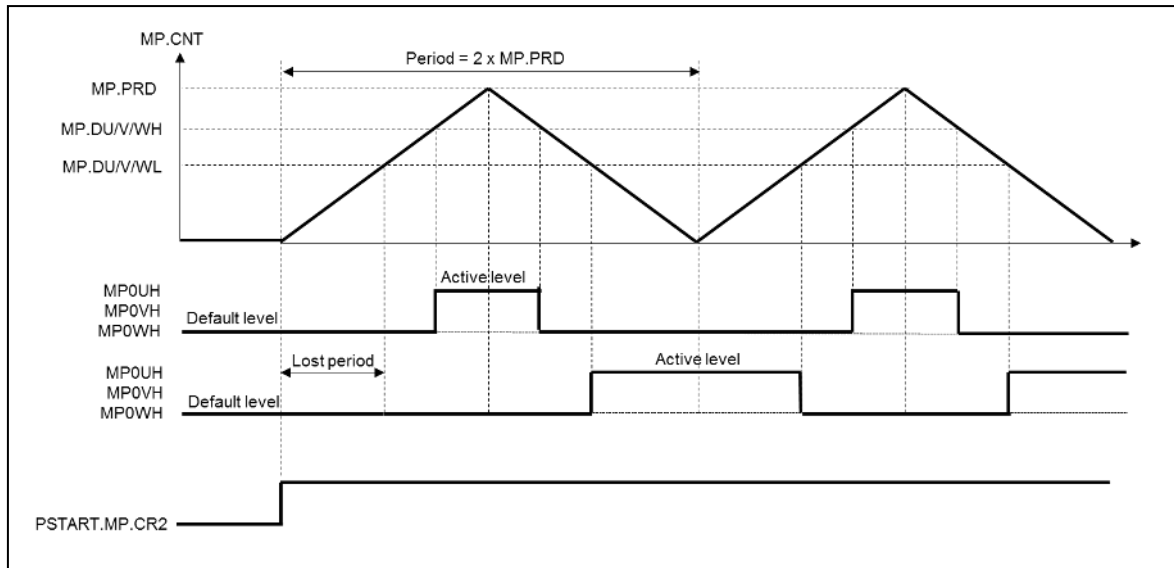 MP.CNT
Period = 2 x MP.PRD
MP.PRD
MP.DU/V/WH
MP.DU/V/WL
Active level
MP0UH
MP0VH
MP0WH
Default level
Lost period
Active level
MP0UH
MP0VH
MP0WH
Default level
PSTART.MP.CR2